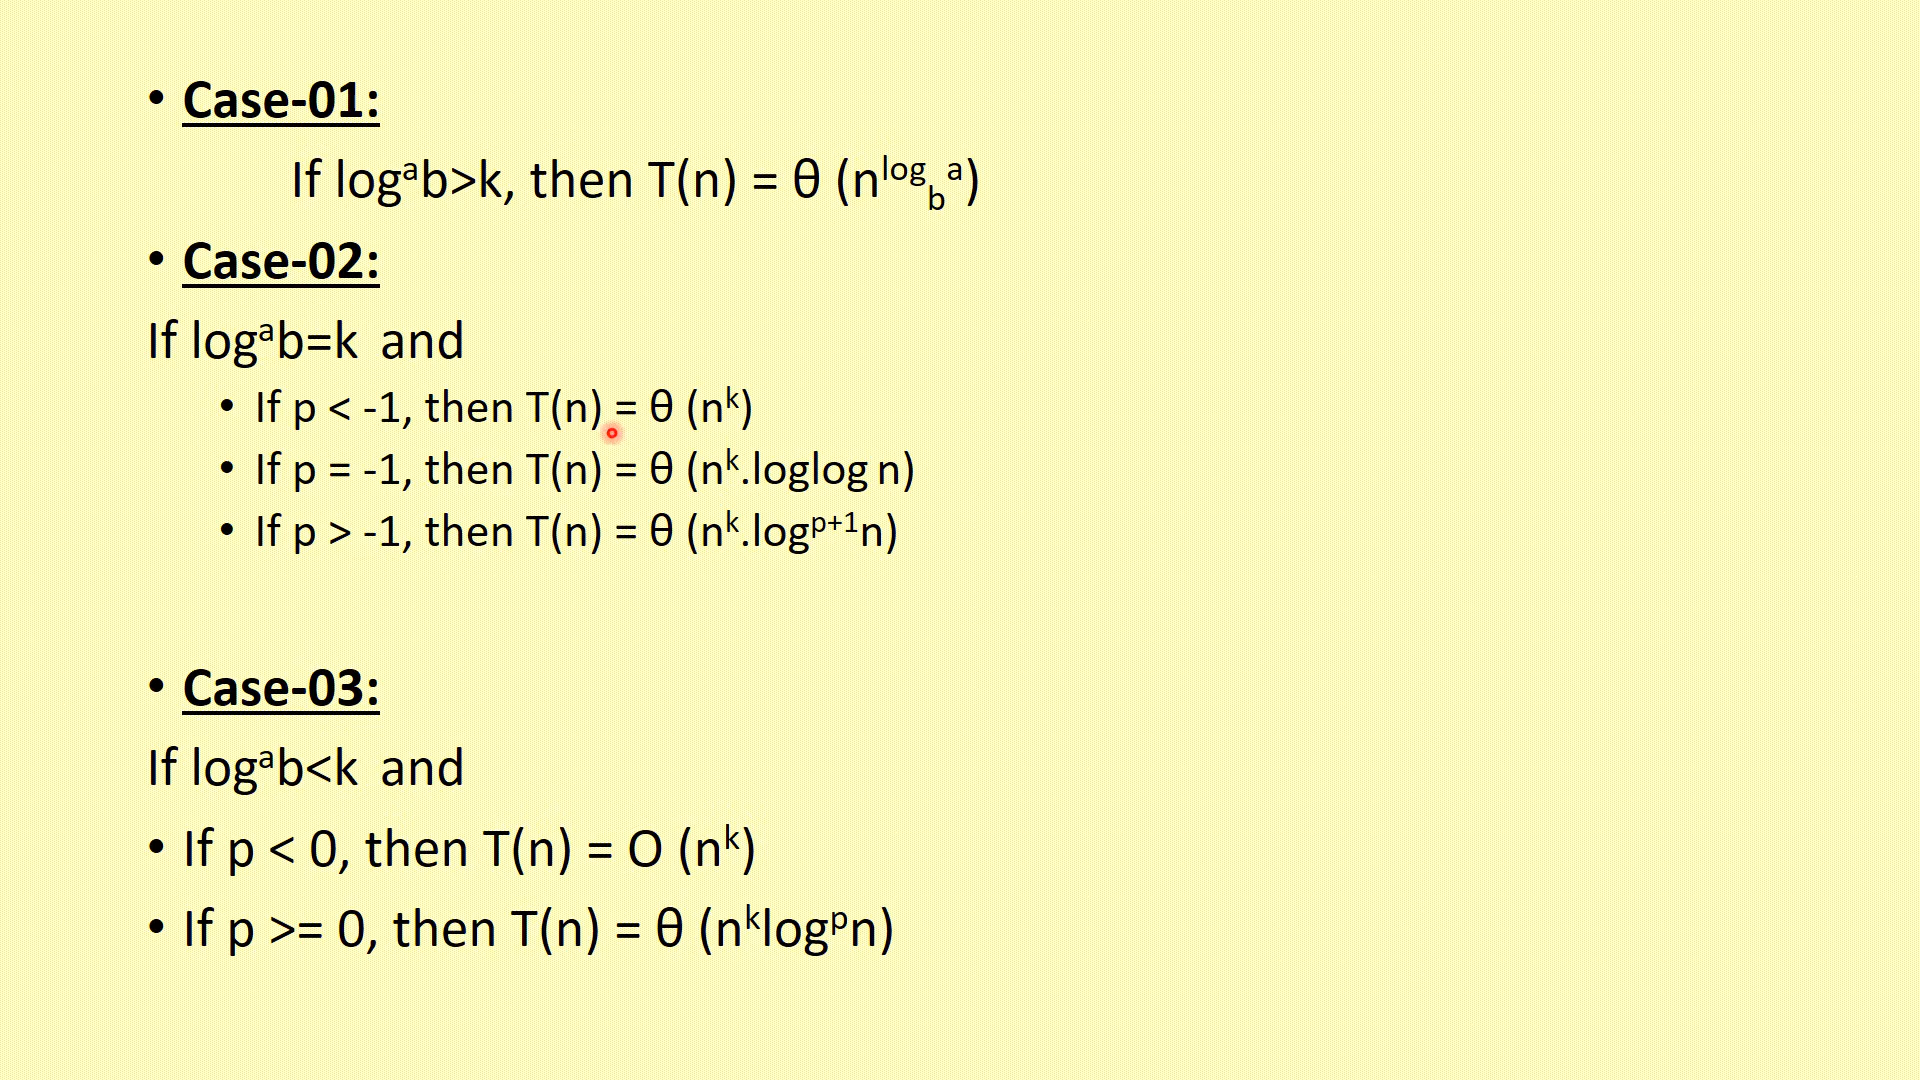 • Case-01:
If logᵃb>k, then T(n) = θ (n^log_b^a)
• Case-02:
If logᵃb=k and
• If p < -1, then T(n) = θ (nᵏ)
• If p = -1, then T(n) = θ (nᵏ.loglog n)
• If p > -1, then T(n) = θ (nᵏ.logᵖ⁺¹n)
• Case-03:
If logᵃb<k and
• If p < 0, then T(n) = O (nᵏ)
• If p >= 0, then T(n) = θ (nᵏlogᵖn)